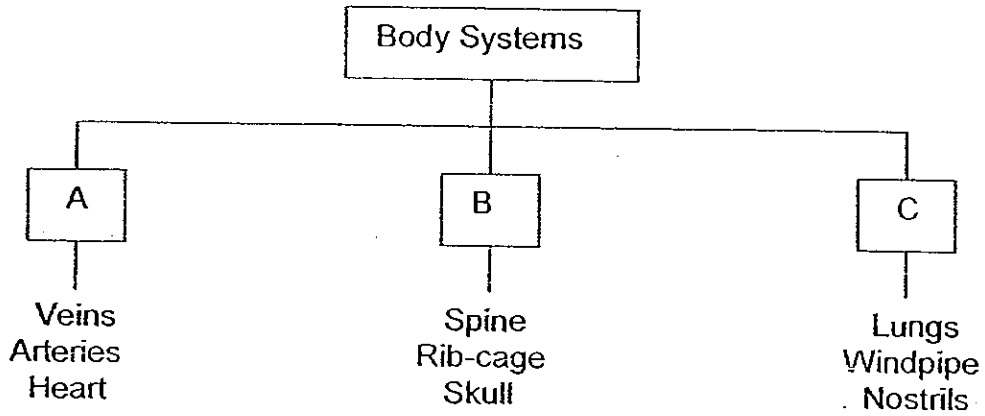 Body Systems
A
B
C
Veins
Arteries
Heart
Spine
Rib-cage
Skull
Lungs
Windpipe
Nostrils